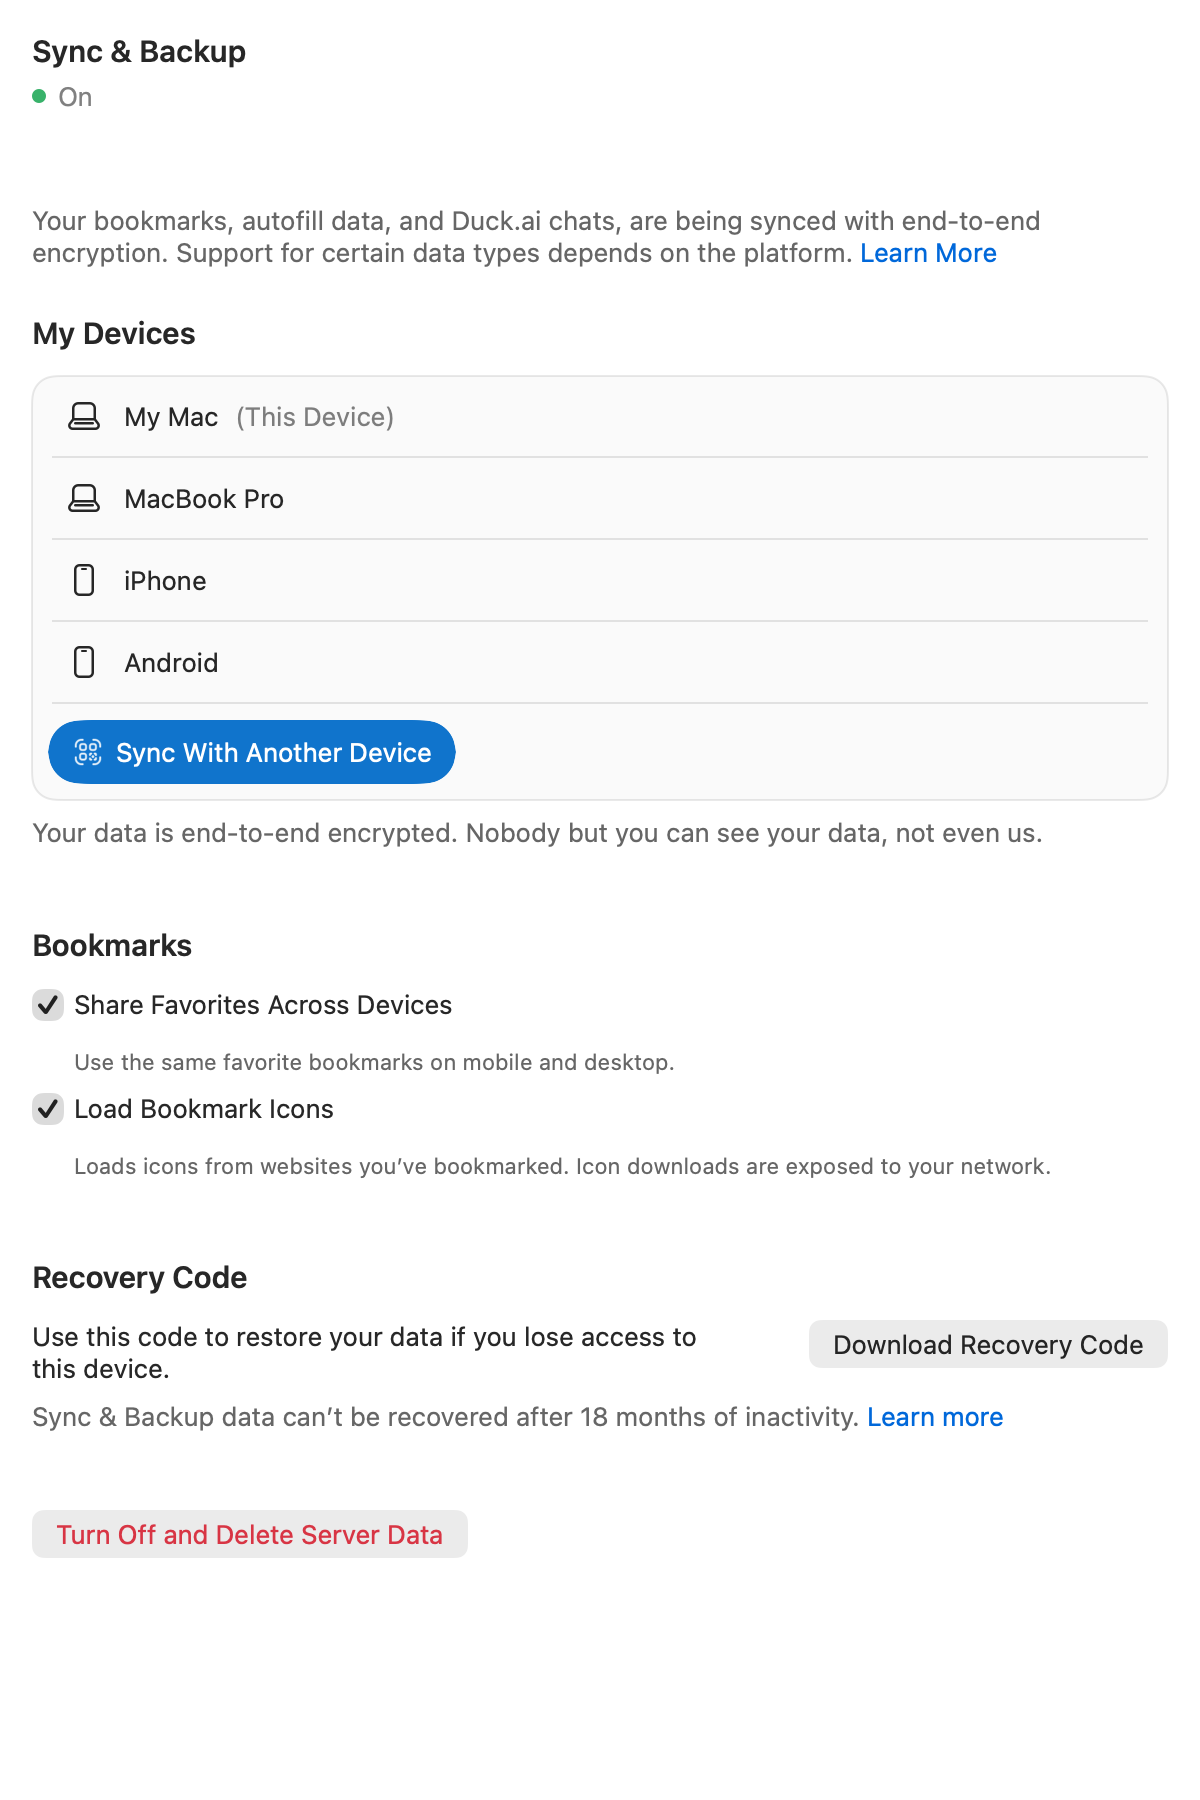 Sync & Backup
On
Your bookmarks, autofill data, and Duck.ai chats, are being synced with end-to-end
encryption. Support for certain data types depends on the platform. Learn More
My Devices
My Mac (This Device)
MacBook Pro
iPhone
Android
Sync With Another Device
Your data is end-to-end encrypted. Nobody but you can see your data, not even us.
Bookmarks
Share Favorites Across Devices
Use the same favorite bookmarks on mobile and desktop.
Load Bookmark Icons
Loads icons from websites you’ve bookmarked. Icon downloads are exposed to your network.
Recovery Code
Use this code to restore your data if you lose access to
this device.
Download Recovery Code
Sync & Backup data can’t be recovered after 18 months of inactivity. Learn more
Turn Off and Delete Server Data